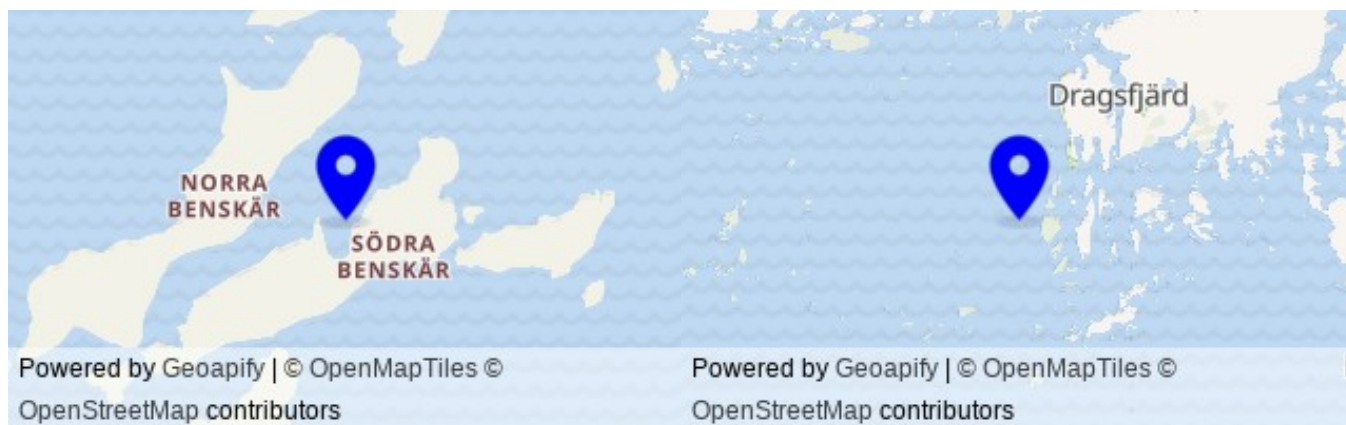 NORRA
BENSKÄR
SÖDRA
BENSKÄR
Powered by Geoapify | © OpenMapTiles ©
OpenStreetMap contributors
Dragsfjärd
Powered by Geoapify | © OpenMapTiles ©
OpenStreetMap contributors